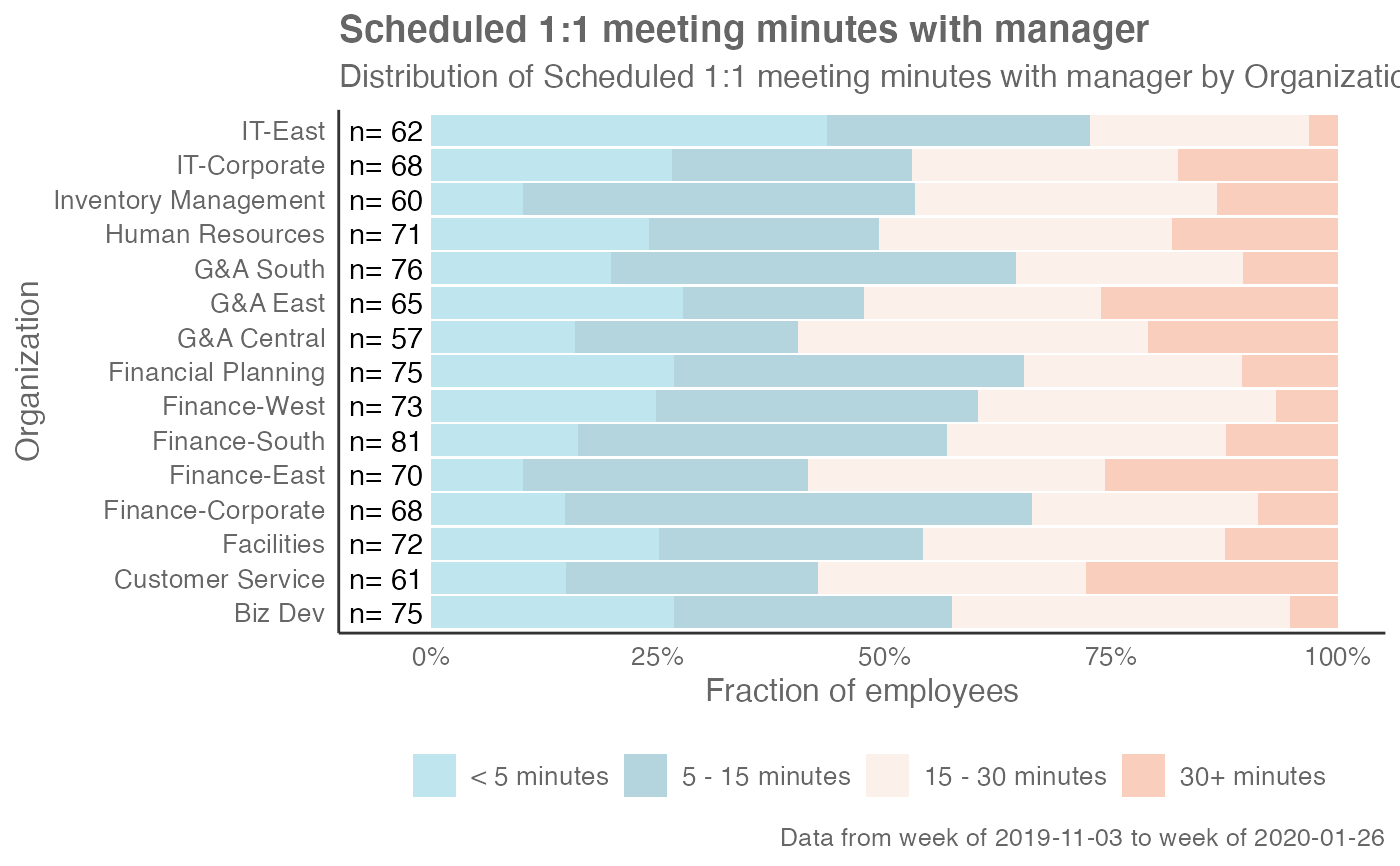 Scheduled 1:1 meeting minutes with manager
Distribution of Scheduled 1:1 meeting minutes with manager by Organizatio
IT-East n= 62
IT-Corporate n= 68
Inventory Management n= 60
Human Resources n= 71
G&A South n= 76
G&A East n= 65
G&A Central n= 57
Financial Planning n= 75
Finance-West n= 73
Finance-South n= 81
Finance-East n= 70
Finance-Corporate n= 68
Facilities n= 72
Customer Service n= 61
Biz Dev n= 75
Organization
0% 25% 50% 75% 100%
Fraction of employees
< 5 minutes 5 - 15 minutes 15 - 30 minutes 30+ minutes
Data from week of 2019-11-03 to week of 2020-01-26